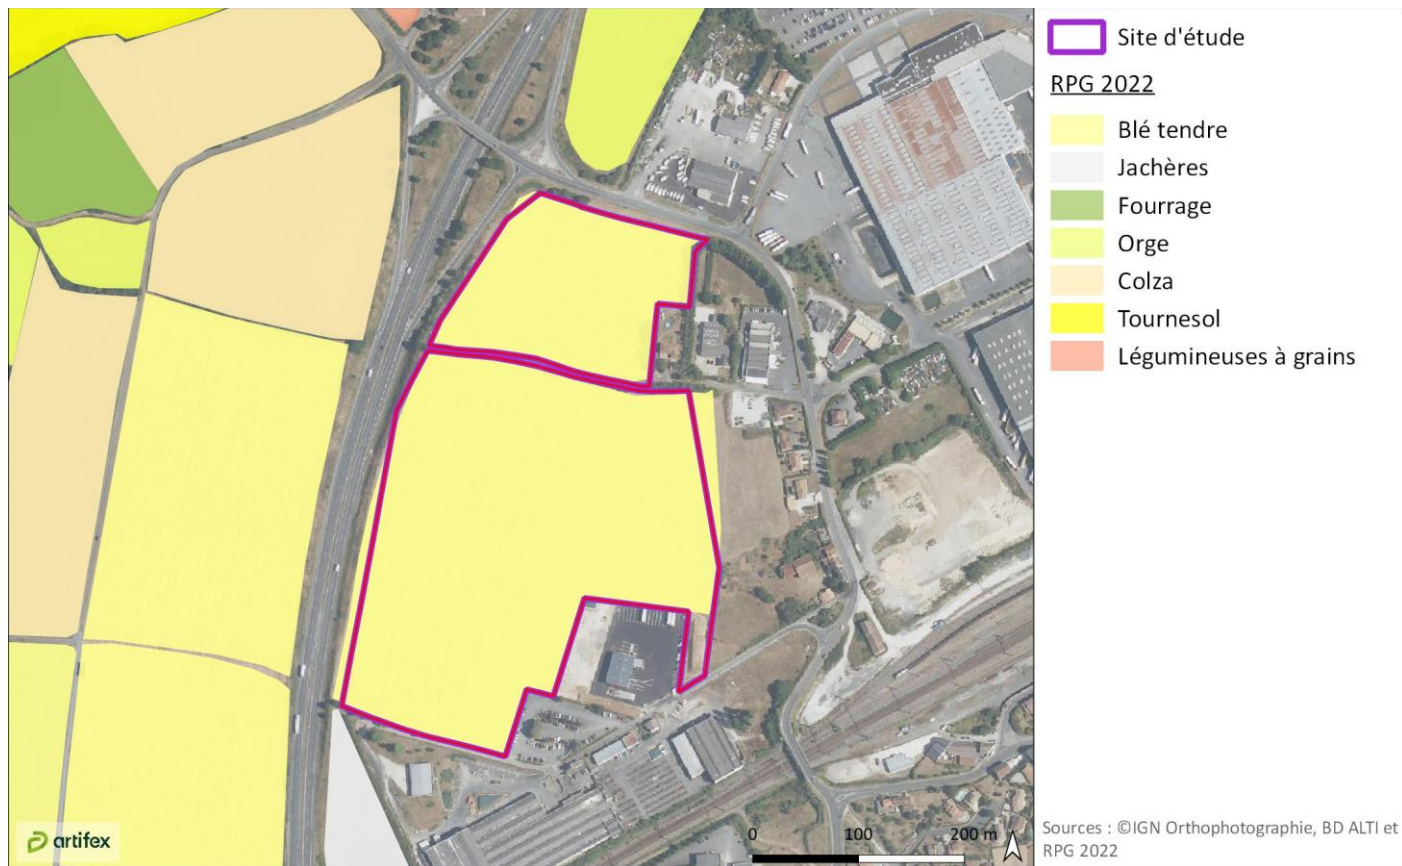 Site d'étude
RPG 2022
Blé tendre
Jachères
Fourrage
Orge
Colza
Tournesol
Légumineuses à grains
artifex
0 100 200 m
Sources : ©IGN Orthophotographie, BD ALTI et
RPG 2022